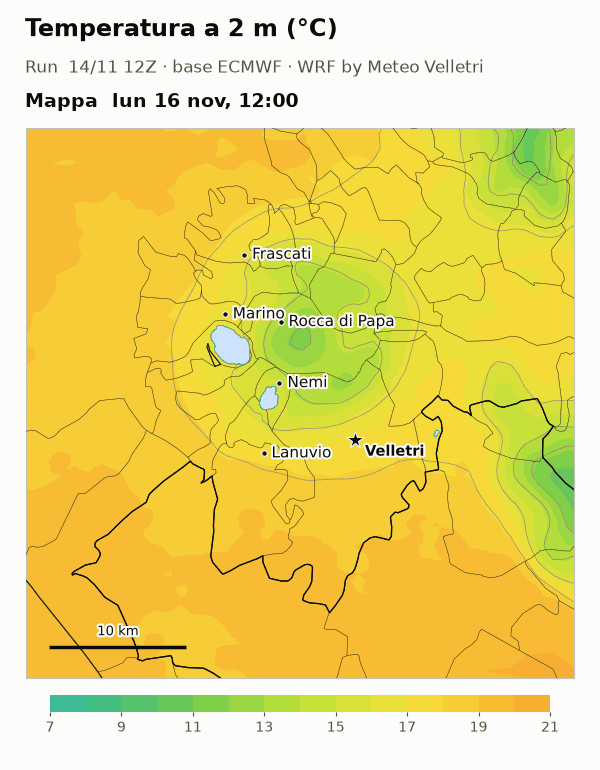 Temperatura a 2 m (°C)
Run  14/11 12Z · base ECMWF · WRF by Meteo Velletri
Mappa  lun 16 nov, 12:00
Frascati
Marino
Rocca di Papa
Nemi
Velletri
Lanuvio
10 km
7 9 11 13 15 17 19 21